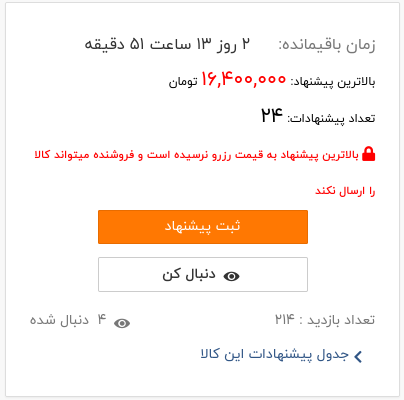 زمان باقیمانده: ۲ روز ۱۳ ساعت ۵۱ دقیقه
بالاترین پیشنهاد: ۱۶,۴۰۰,۰۰۰ تومان
تعداد پیشنهادات: ۲۴
بالاترین پیشنهاد به قیمت رزرو نرسیده است و فروشنده میتواند کالا
را ارسال نکند
ثبت پیشنهاد
دنبال کن
تعداد بازدید : ۲۱۴ ۴ دنبال شده
جدول پیشنهادات این کالا